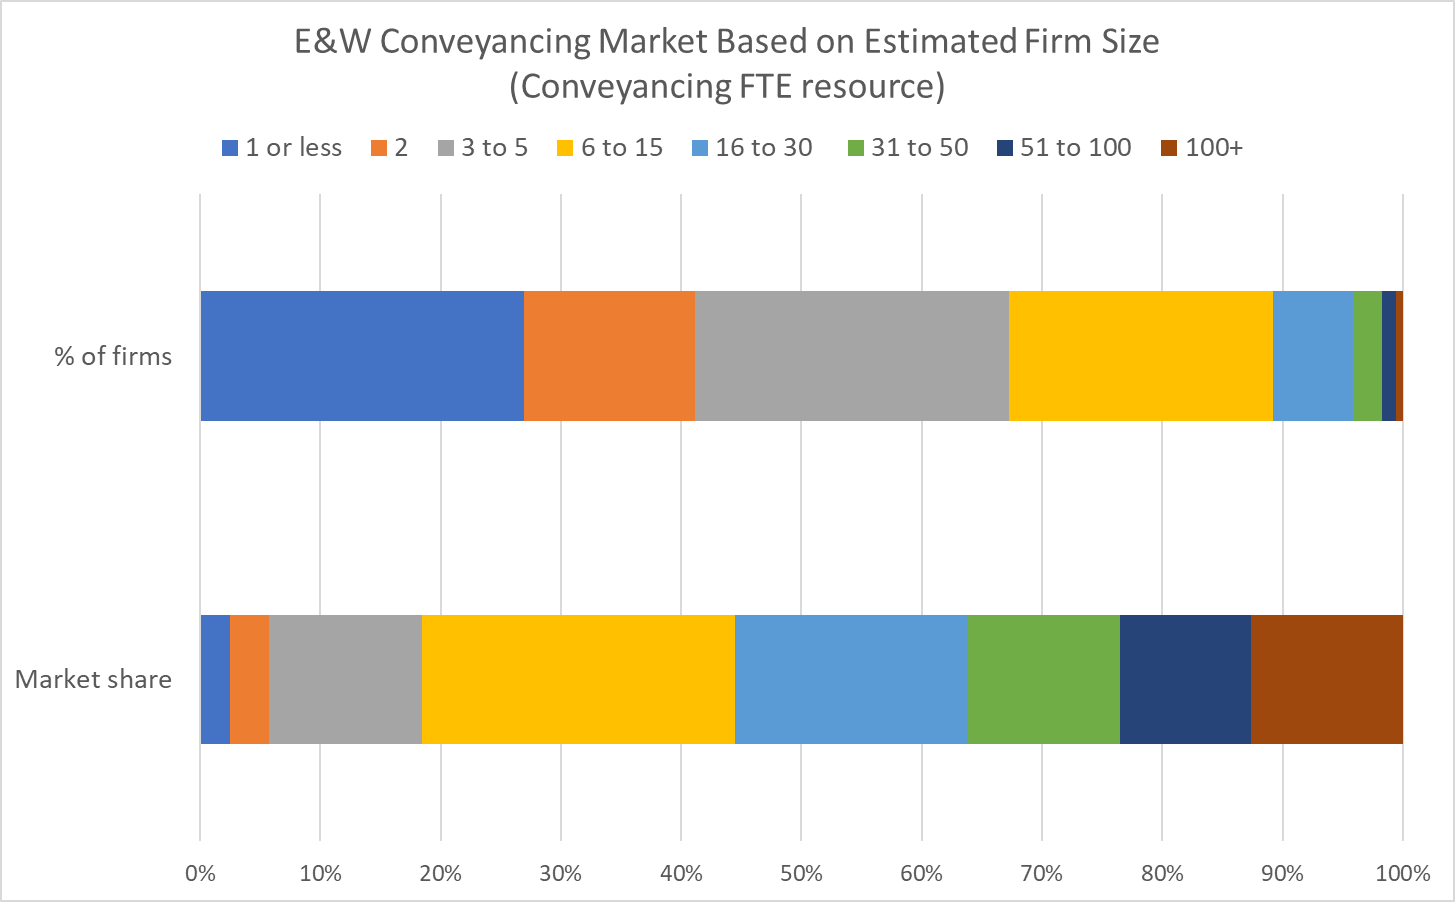 E&W Conveyancing Market Based on Estimated Firm Size
(Conveyancing FTE resource)
1 or less 2 3 to 5 6 to 15 16 to 30 31 to 50 51 to 100 100+
% of firms
Market share
0% 10% 20% 30% 40% 50% 60% 70% 80% 90% 100%